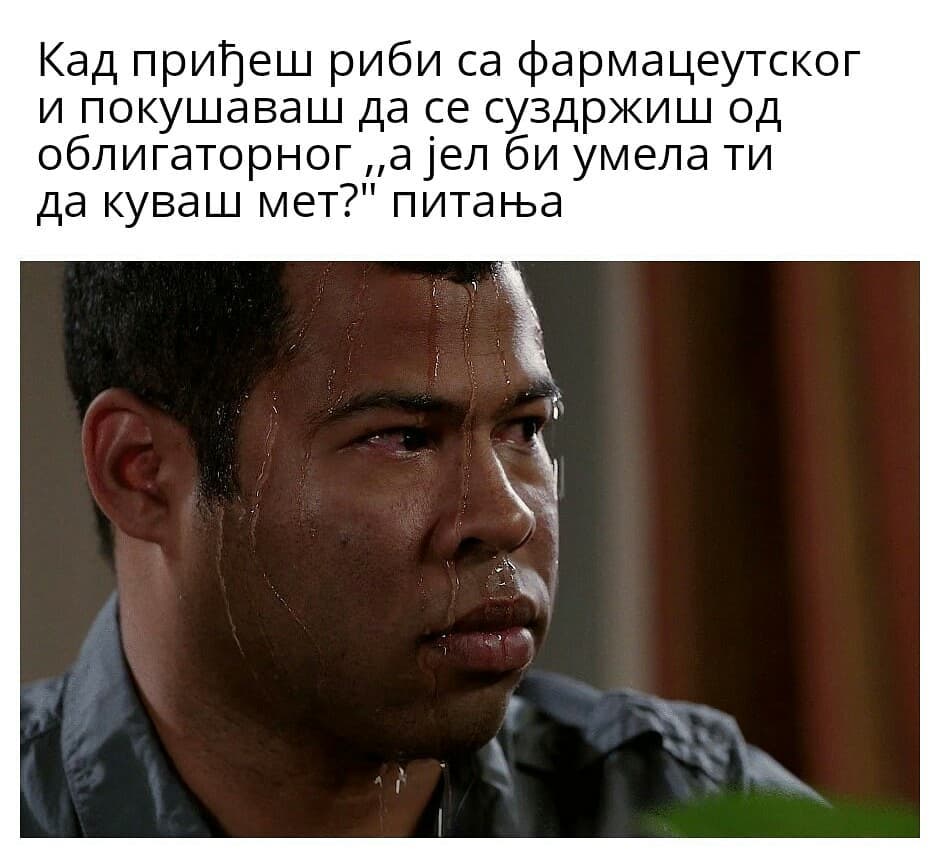 Кад приђеш риби са фармацеутског
и покушаваш да се суздржиш од
облигаторног ,,а јел би умела ти
да куваш мет?" питања